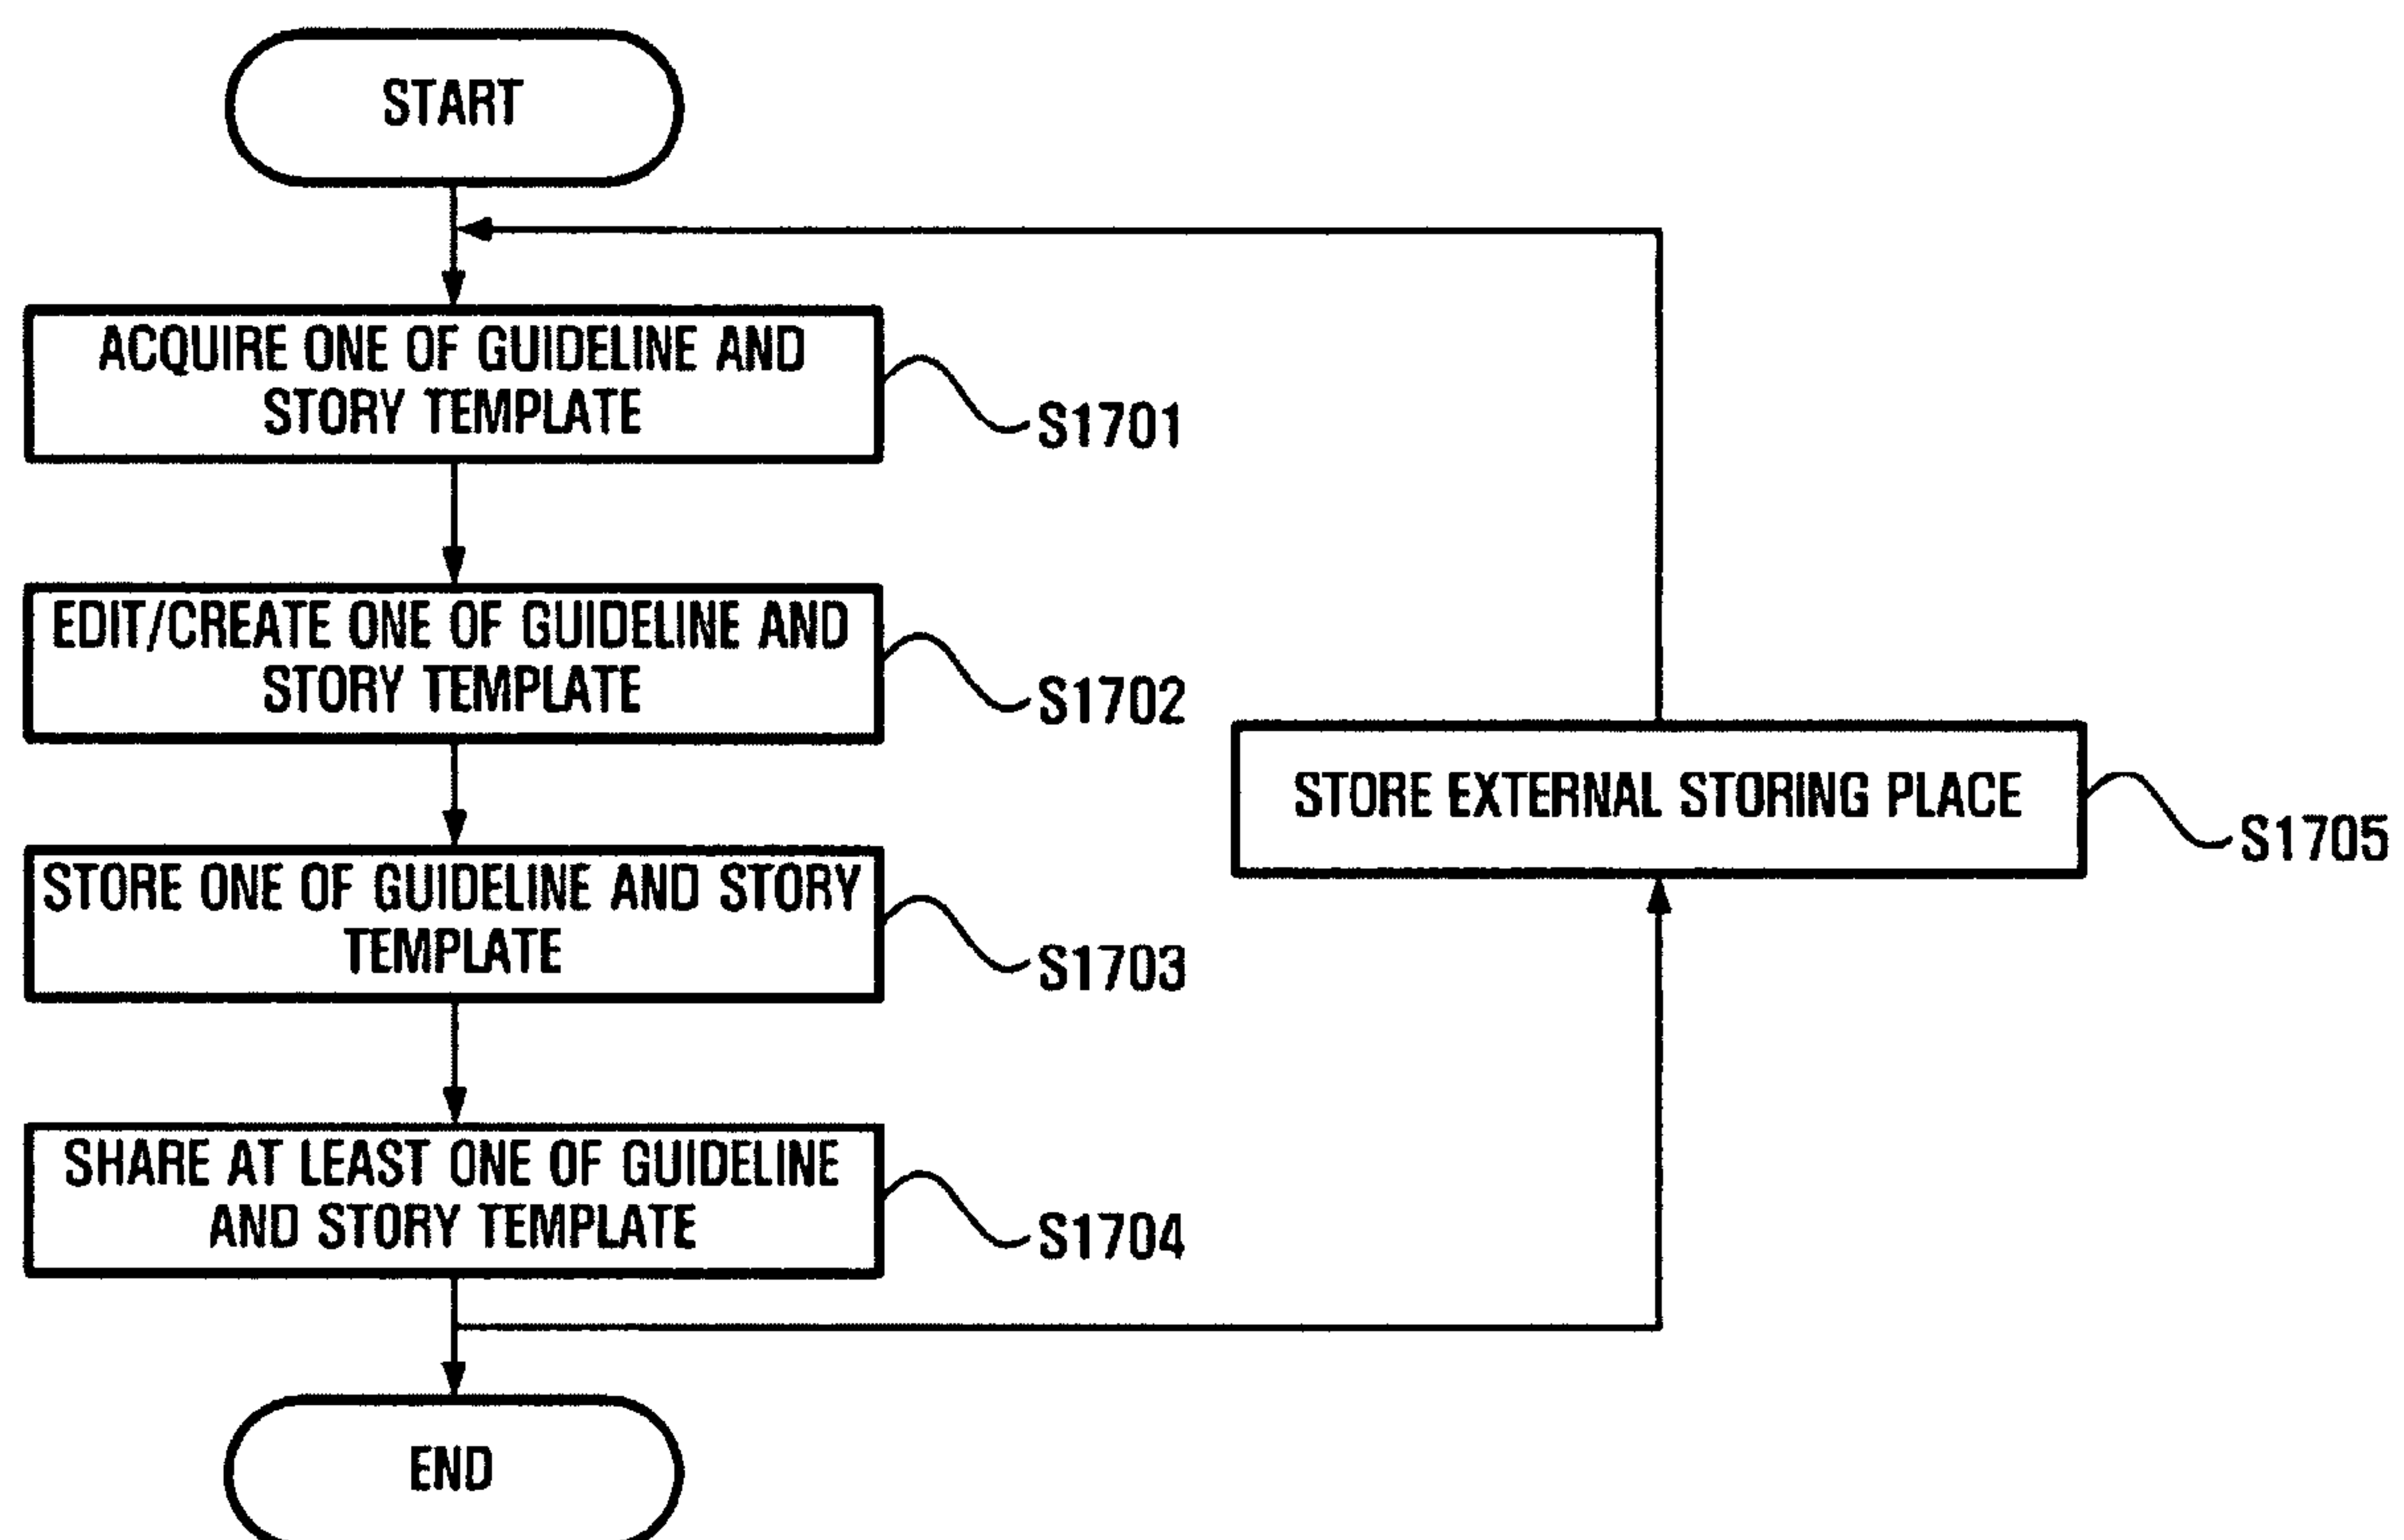 START
ACQUIRE ONE OF GUIDELINE AND
STORY TEMPLATE
S1701
EDIT/CREATE ONE OF GUIDELINE AND
STORY TEMPLATE
S1702
STORE EXTERNAL STORING PLACE
S1705
STORE ONE OF GUIDELINE AND STORY
TEMPLATE
S1703
SHARE AT LEAST ONE OF GUIDELINE
AND STORY TEMPLATE
S1704
END